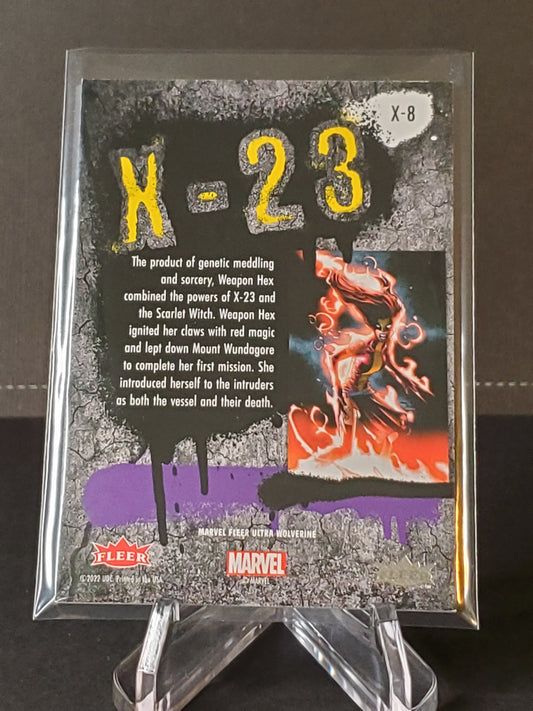 X-8
X-23
The product of genetic meddling
and sorcery, Weapon Hex
combined the powers of X-23 and
the Scarlet Witch. Weapon Hex
ignited her claws with red magic
and lept down Mount Wundagore
to complete her first mission. She
introduced herself to the intruders
as both the vessel and their death.
MARVEL FLEER ULTRA WOLVERINE
FLEER
MARVEL
© 2022 UDC. Printed in the USA.
© MARVEL